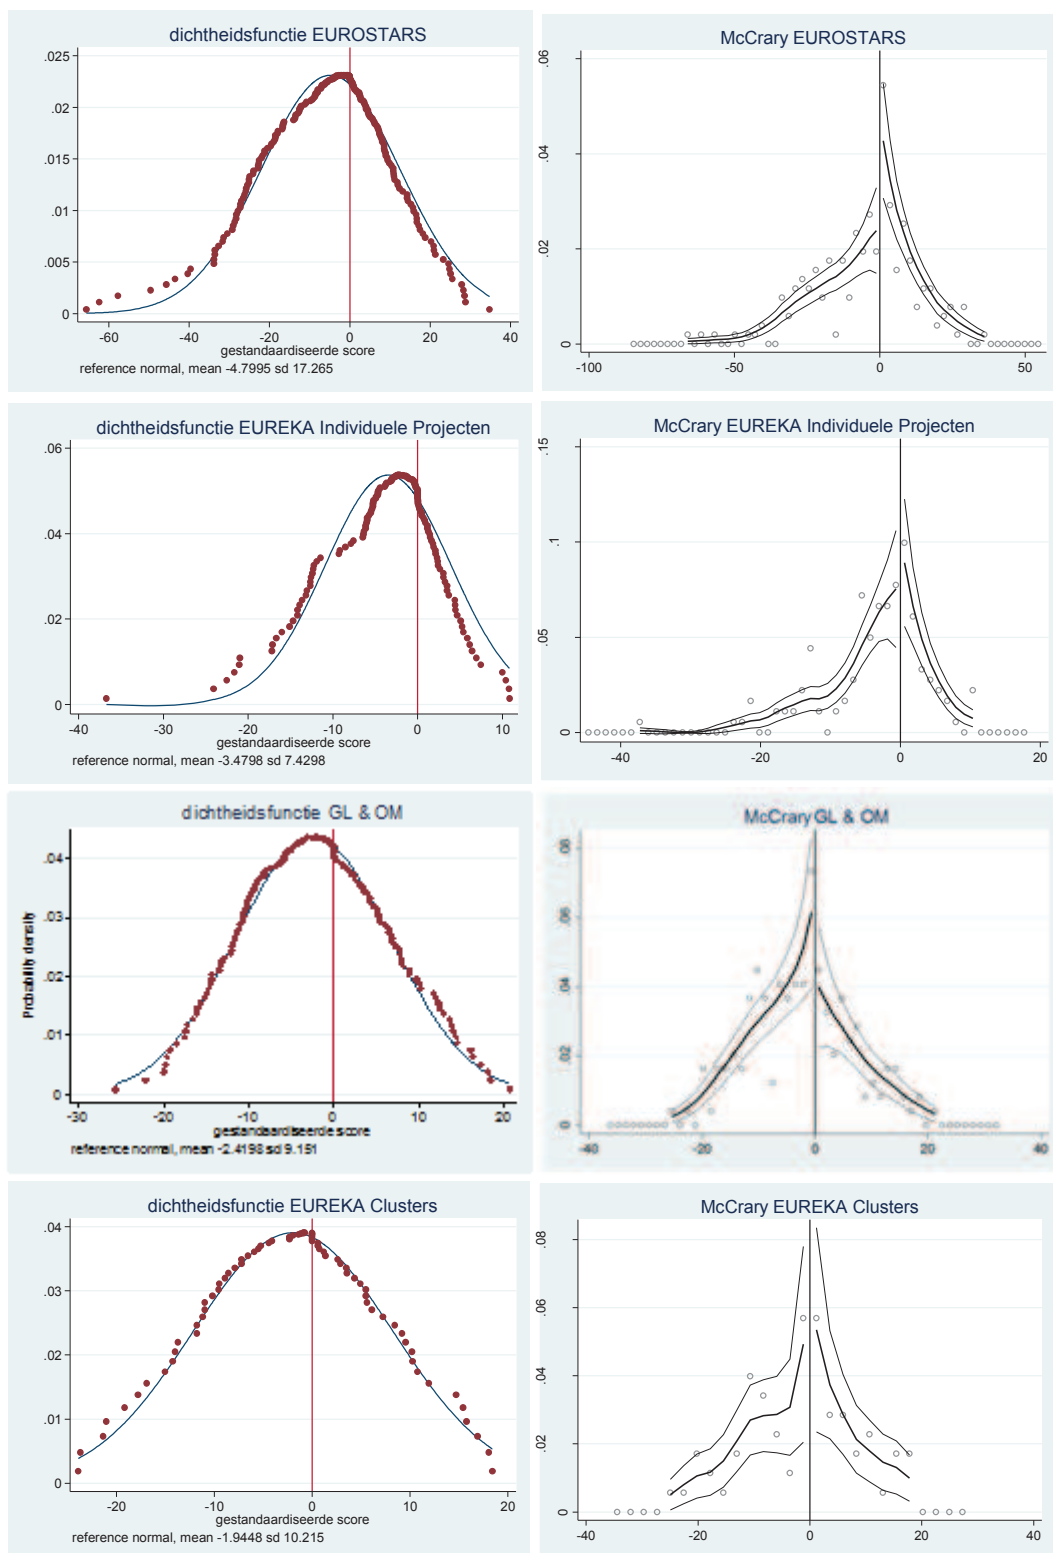 dichtheidsfunctie EUROSTARS
.025
.02
.015
.01
.005
0
-60 -40 -20 0 20 40
gestandaardiseerde score
reference normal, mean -4.7995 sd 17.265
McCrary EUROSTARS
.06
.04
.02
0
-100 -50 0 50
dichtheidsfunctie EUREKA Individuele Projecten
.06
.04
.02
0
-40 -30 -20 -10 0 10
gestandaardiseerde score
reference normal, mean -3.4798 sd 7.4298
McCrary EUREKA Individuele Projecten
.15
.1
.05
0
-40 -20 0 20
dichtheidsfunctie GL & OM
Probability density
.04
.03
.02
.01
0
-30 -20 -10 0 10 20
gestandaardiseerde score
reference normal, mean -2.4198 sd 9.151
McCrary GL & OM
.08
.06
.04
.02
0
-40 -20 0 20 40
dichtheidsfunctie EUREKA Clusters
.04
.03
.02
.01
0
-20 -10 0 10 20
gestandaardiseerde score
reference normal, mean -1.9448 sd 10.215
McCrary EUREKA Clusters
.08
.06
.04
.02
0
-40 -20 0 20 40